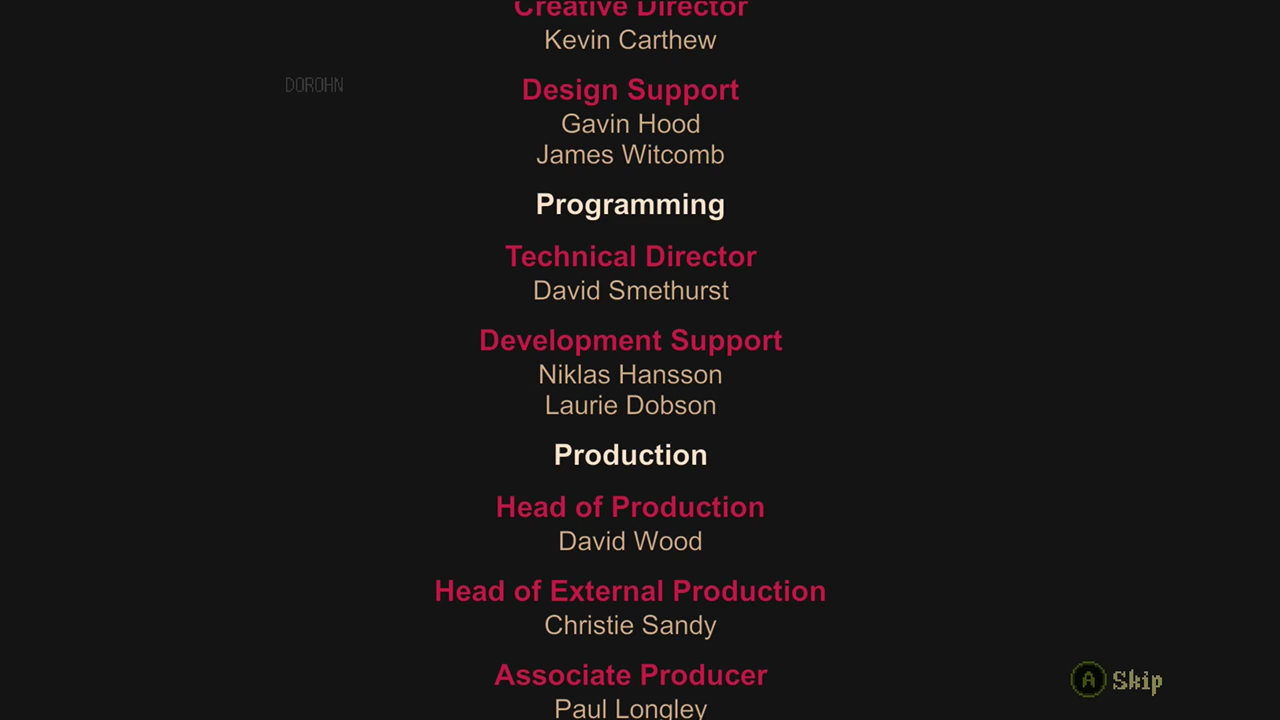 Creative Director
Kevin Carthew
DOROHN
Design Support
Gavin Hood
James Witcomb
Programming
Technical Director
David Smethurst
Development Support
Niklas Hansson
Laurie Dobson
Production
Head of Production
David Wood
Head of External Production
Christie Sandy
Associate Producer
Paul Longley
A Skip